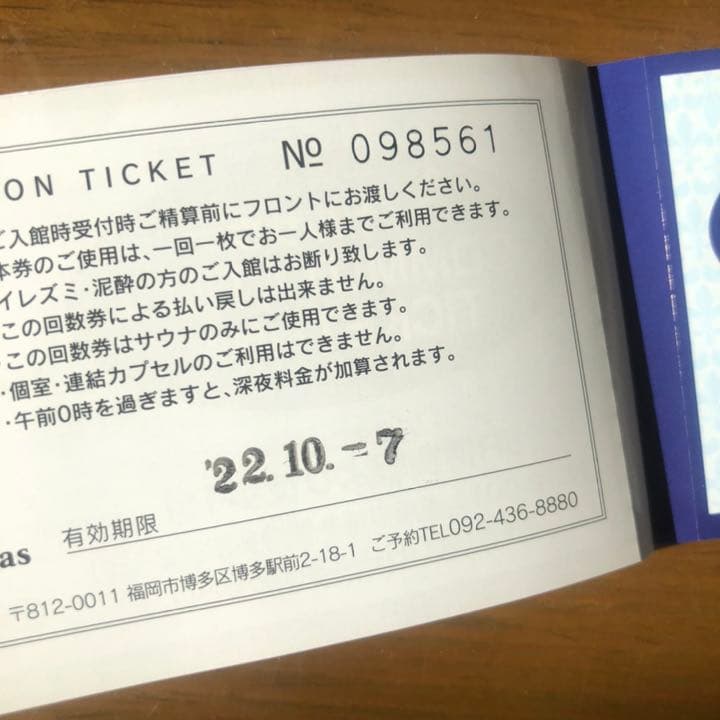 ON TICKET № 098561
ご入館時受付時ご精算前にフロントにお渡しください。
本券のご使用は、一回一枚でお一人様までご利用できます。
イレズミ・泥酔の方のご入館はお断り致します。
この回数券による払い戻しは出来ません。
・この回数券はサウナのみにご使用できます。
・個室・連結カプセルのご利用はできません。
・午前0時を過ぎますと、深夜料金が加算されます。
'22.10.-7
as 有効期限
〒812-0011 福岡市博多区博多駅前2-18-1 ご予約TEL092-436-8880